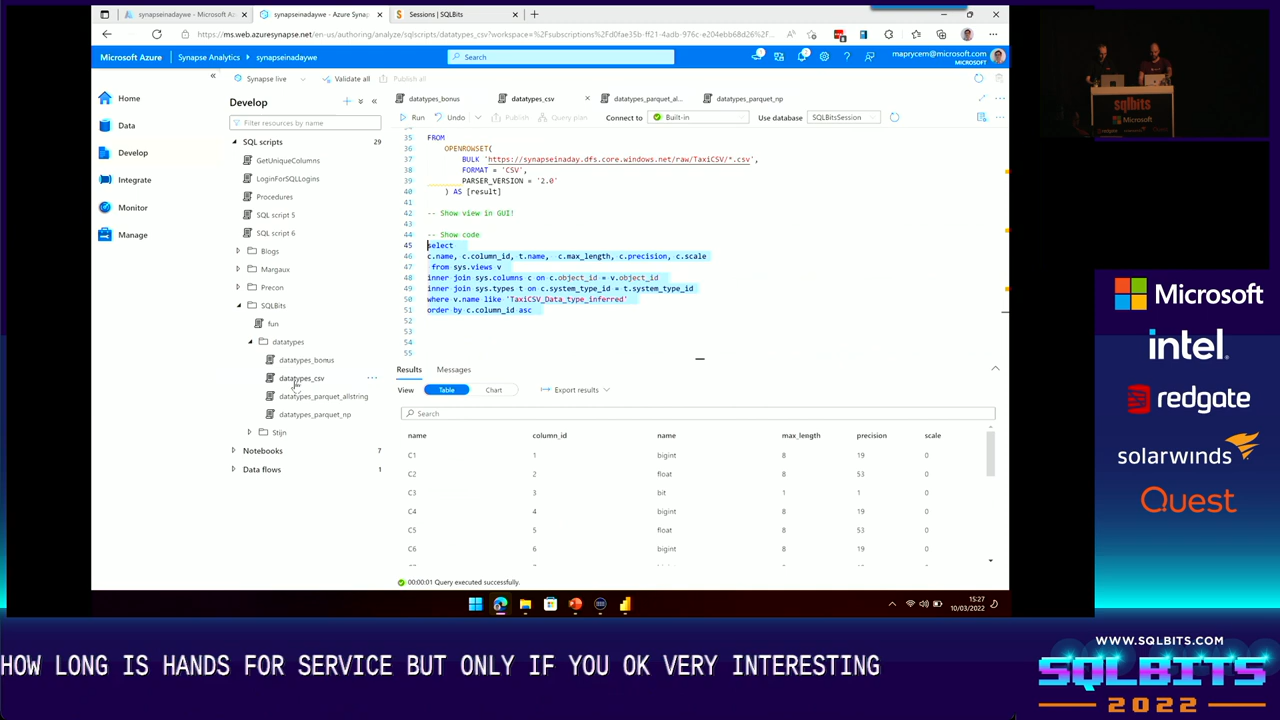 synapseinadaywe - Microsoft A
synapseinadaywe - Azure Syna
Sessions | SQLBits
https://ms.web.azuresynapse.net/en-us/authoring/analyze/sqlscripts/datatypes_csv?workspace=%2Fsubscriptions%2Fd0fae35b-ff21-4adb-976c-e204ebb68d26%2F...
Microsoft Azure
Synapse Analytics
synapseinadaywe
Search
maprycem@microsoft.com
MICROSOFT
Synapse live
Validate all
Publish all
Home
Data
Develop
Integrate
Monitor
Manage
Develop
Filter resources by name
SQL scripts 29
GetUniqueColumns
LoginForSQLLogins
Procedures
SQL script 5
SQL script 6
Blogs
Margaux
Precon
SQLBits
fun
datatypes
datatypes_bonus
datatypes_csv
datatypes_parquet_allstring
datatypes_parquet_np
Stijn
Notebooks 7
Data flows 1
datatypes_bonus
datatypes_csv
datatypes_parquet_al...
datatypes_parquet_np
Run
Undo
Publish
Query plan
Connect to
Built-in
Use database
SQLBitsSession
35 FROM
36 OPENROWSET(
37 BULK 'https://synapseinaday.dfs.core.windows.net/raw/TaxiCSV/*.csv',
38 FORMAT = 'CSV',
39 PARSER_VERSION = '2.0'
40 ) AS [result]
41
42 -- Show view in GUI!
43
44 -- Show code
45 select
46 c.name, c.column_id, t.name, c.max_length, c.precision, c.scale
47 from sys.views v
48 inner join sys.columns c on c.object_id = v.object_id
49 inner join sys.types t on c.system_type_id = t.system_type_id
50 where v.name like 'TaxiCSV_Data_type_inferred'
51 order by c.column_id asc
52
53
54
55
Results
Messages
View
Table
Chart
Export results
Search
name column_id name max_length precision scale
C1 1 bigint 8 19 0
C2 2 float 8 53 0
C3 3 bit 1 1 0
C4 4 bigint 8 19 0
C5 5 float 8 53 0
C6 6 bigint 8 19 0
00:00:01 Query executed successfully.
15:27
10/03/2022
sqlbits
Microsoft
Microsoft
intel.
redgate
solarwinds
Quest
HOW LONG IS HANDS FOR SERVICE BUT ONLY IF YOU OK VERY INTERESTING
WWW.SQLBITS.COM
SQLBITS
2022